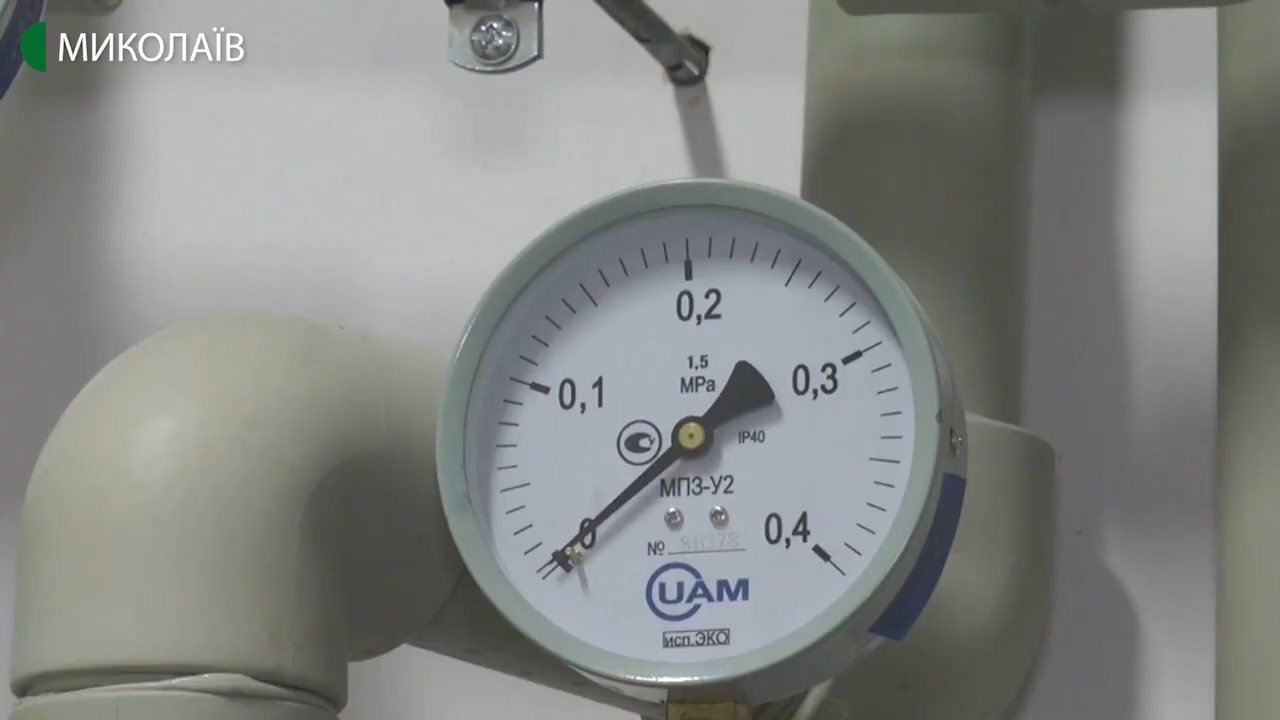 МИКОЛАЇВ
0,2
1,5
MPa
0,1
0,3
IP40
МПЗ-У2
0
0,4
№
UAM
исп.ЭКО